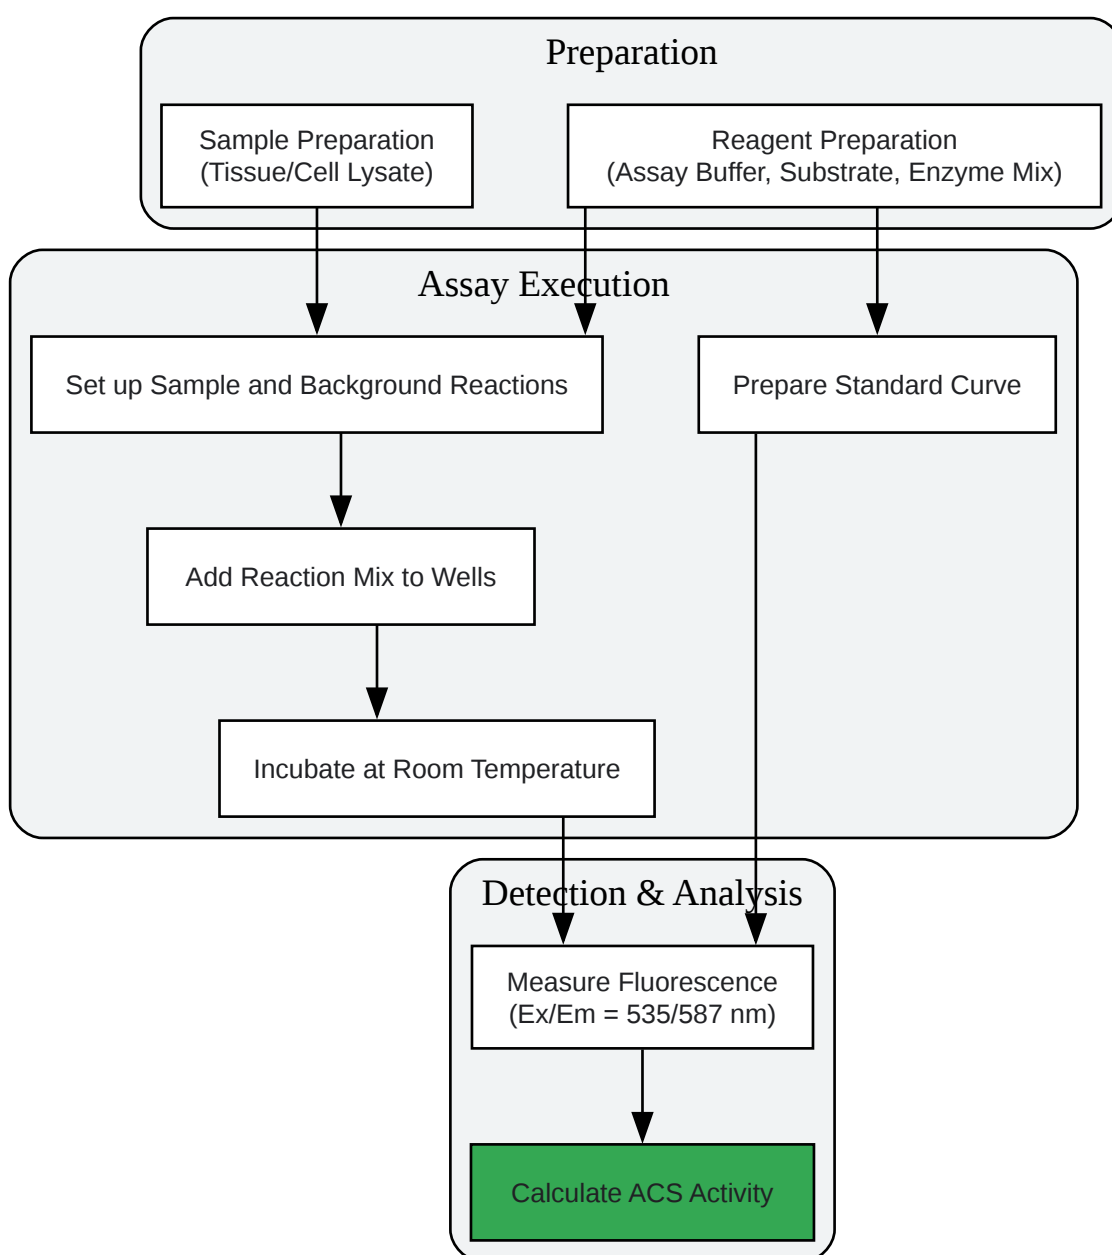 Preparation
Sample Preparation
(Tissue/Cell Lysate)
Reagent Preparation
(Assay Buffer, Substrate, Enzyme Mix)
Assay Execution
Set up Sample and Background Reactions
Prepare Standard Curve
Add Reaction Mix to Wells
Incubate at Room Temperature
Detection & Analysis
Measure Fluorescence
(Ex/Em = 535/587 nm)
Calculate ACS Activity